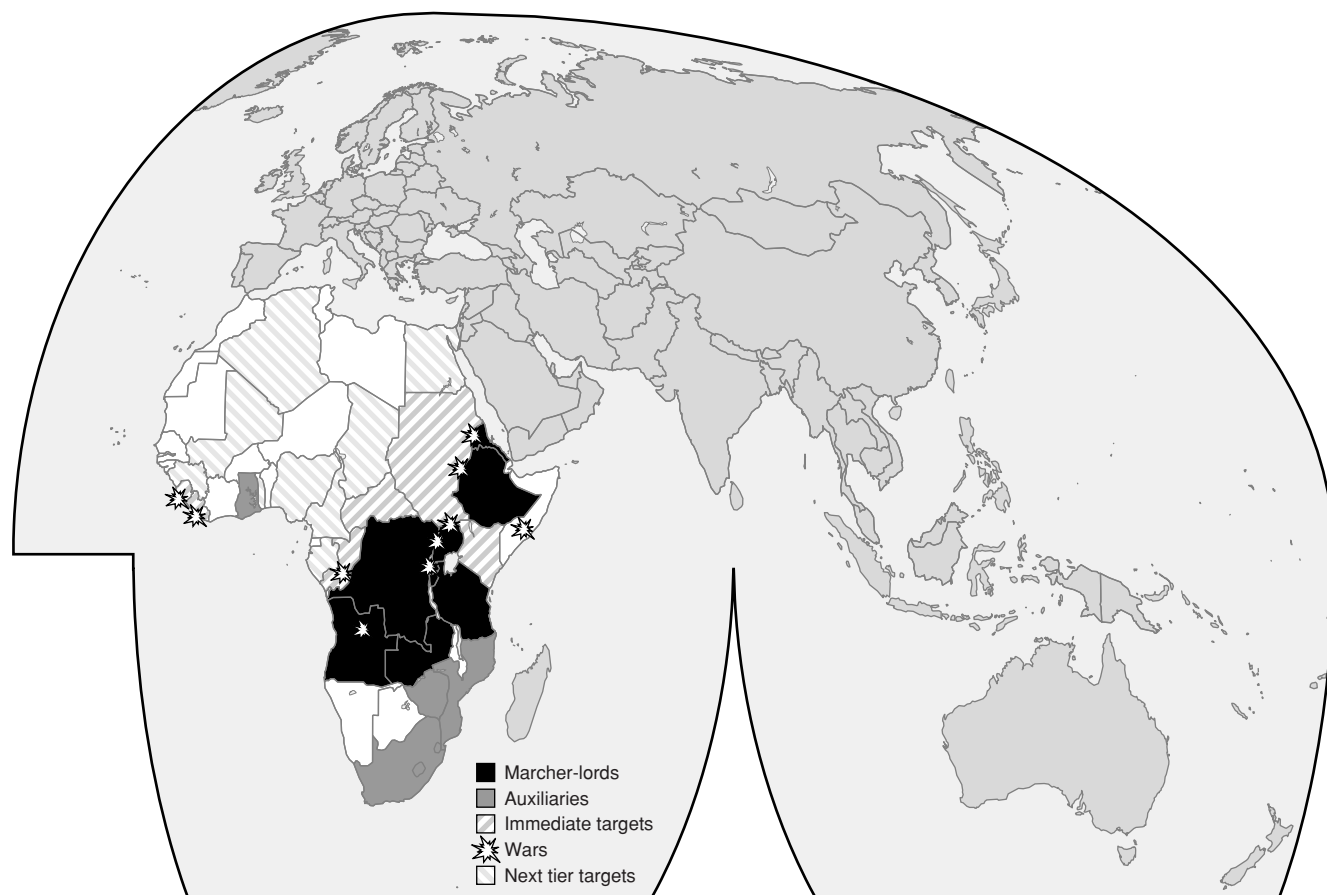 Marcher-lords
Auxiliaries
Immediate targets
Wars
Next tier targets